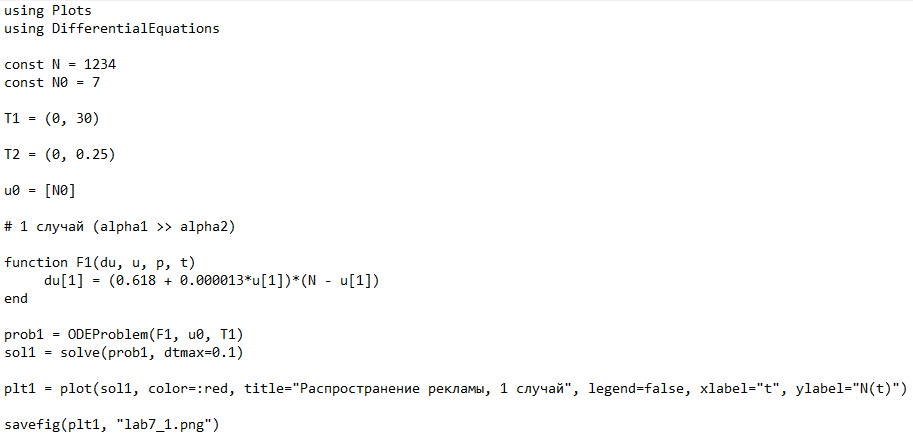 using Plots
using DifferentialEquations
const N = 1234
const N0 = 7
T1 = (0, 30)
T2 = (0, 0.25)
u0 = [N0]
# 1 случай (alpha1 >> alpha2)
function F1(du, u, p, t)
     du[1] = (0.618 + 0.000013*u[1])*(N - u[1])
end
prob1 = ODEProblem(F1, u0, T1)
sol1 = solve(prob1, dtmax=0.1)
plt1 = plot(sol1, color=:red, title="Распространение рекламы, 1 случай", legend=false, xlabel="t", ylabel="N(t)")
savefig(plt1, "lab7_1.png")